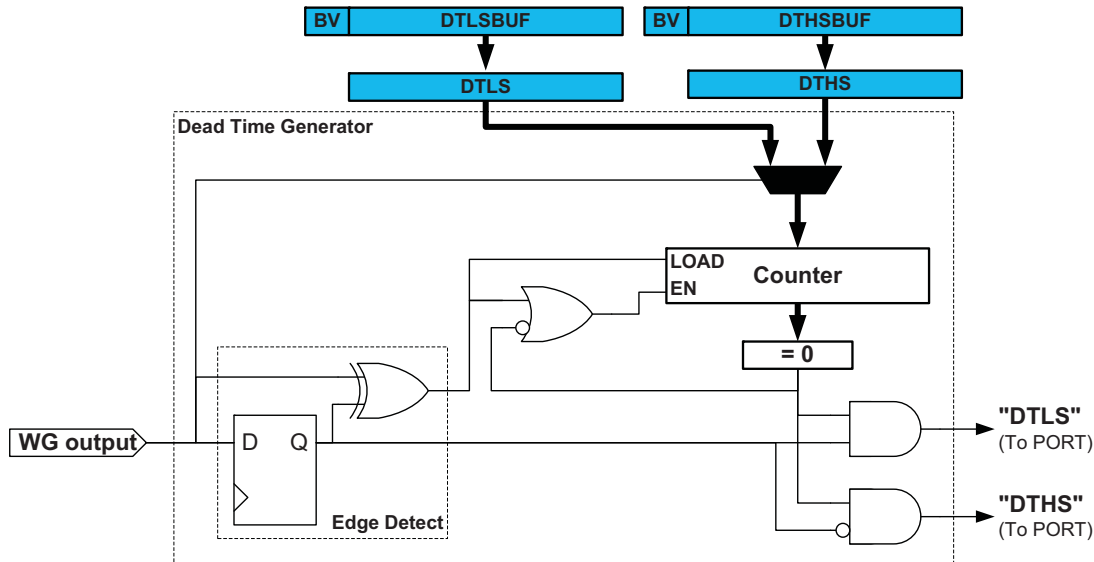 BV DTLSBUF BV DTHSBUF
DTLS DTHS
Dead Time Generator
LOAD
Counter
EN
= 0
"DTLS"
(To PORT)
WG output
D Q
"DTHS"
(To PORT)
Edge Detect